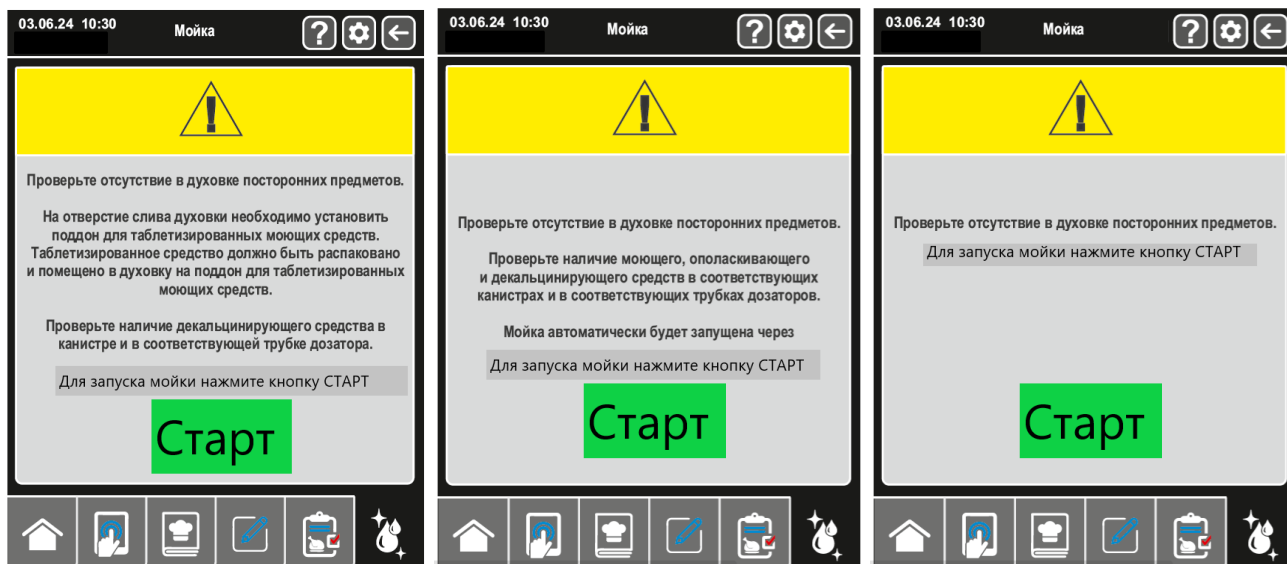 03.06.24 10:30
Мойка
?
!
Проверьте отсутствие в духовке посторонних предметов.
На отверстие слива духовки необходимо установить
поддон для таблетизированных моющих средств.
Таблетизированное средство должно быть распаковано
и помещено в духовку на поддон для таблетизированных
моющих средств.
Проверьте наличие декальцинирующего средства в
канистре и в соответствующей трубке дозатора.
Для запуска мойки нажмите кнопку СТАРТ
Старт
03.06.24 10:30
Мойка
?
!
Проверьте отсутствие в духовке посторонних предметов.
Проверьте наличие моющего, ополаскивающего
и декальцинирующего средств в соответствующих
канистрах и в соответствующих трубках дозаторов.
Мойка автоматически будет запущена через
Для запуска мойки нажмите кнопку СТАРТ
Старт
03.06.24 10:30
Мойка
?
!
Проверьте отсутствие в духовке посторонних предметов.
Для запуска мойки нажмите кнопку СТАРТ
Старт